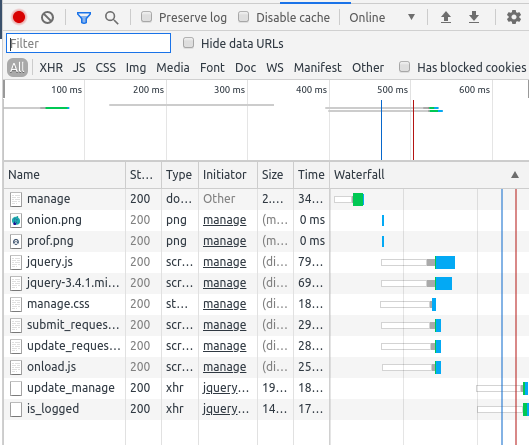 Preserve log Disable cache Online
Filter Hide data URLs
All XHR JS CSS Img Media Font Doc WS Manifest Other Has blocked cookies
100 ms 200 ms 300 ms 400 ms 500 ms 600 ms
Name St... Type Initiator Size Time Waterfall
manage 200 do... Other 2.... 34...
onion.png 200 png manage (m... 0 ms
prof.png 200 png manage (m... 0 ms
jquery.js 200 scr... manage (di... 79...
jquery-3.4.1.mi... 200 scr... manage (di... 69...
manage.css 200 st... manage (di... 18...
submit_reques... 200 scr... manage (di... 29...
update_reques... 200 scr... manage (di... 28...
onload.js 200 scr... manage (di... 25...
update_manage 200 xhr jquery... 19... 18...
is_logged 200 xhr jquery... 14... 17...